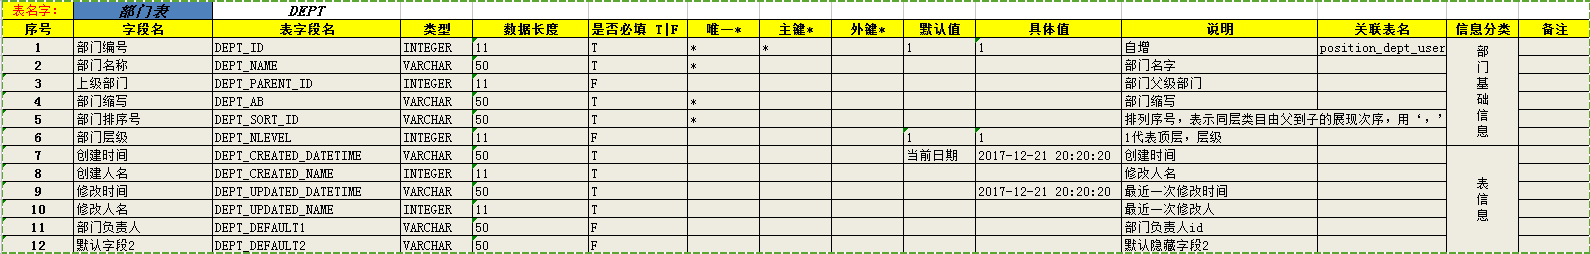 表名字: 部门表 DEPT
序号 字段名 表字段名 类型 数据长度 是否必填 T|F 唯一* 主键* 外键* 默认值 具体值 说明 关联表名 信息分类 备注
1 部门编号 DEPT_ID INTEGER 11 T * * 1 1 自增 position_dept_user 部门基础信息
2 部门名称 DEPT_NAME VARCHAR 50 T * 部门名字
3 上级部门 DEPT_PARENT_ID INTEGER 11 F 部门父级部门
4 部门缩写 DEPT_AB VARCHAR 50 T * 部门缩写
5 部门排序号 DEPT_SORT_ID VARCHAR 50 T * 排列序号，表示同层类目由父到子的展现次序，用‘，’
6 部门层级 DEPT_NLEVEL INTEGER 11 F 1 1 1代表顶层，层级
7 创建时间 DEPT_CREATED_DATETIME VARCHAR 50 T 当前日期 2017-12-21 20:20:20 创建时间 表信息
8 创建人名 DEPT_CREATED_NAME INTEGER 11 T 修改人名
9 修改时间 DEPT_UPDATED_DATETIME VARCHAR 50 T 2017-12-21 20:20:20 最近一次修改时间
10 修改人名 DEPT_UPDATED_NAME INTEGER 11 T 最近一次修改人
11 部门负责人 DEPT_DEFAULT1 VARCHAR 50 F 部门负责人id
12 默认字段2 DEPT_DEFAULT2 VARCHAR 50 F 默认隐藏字段2